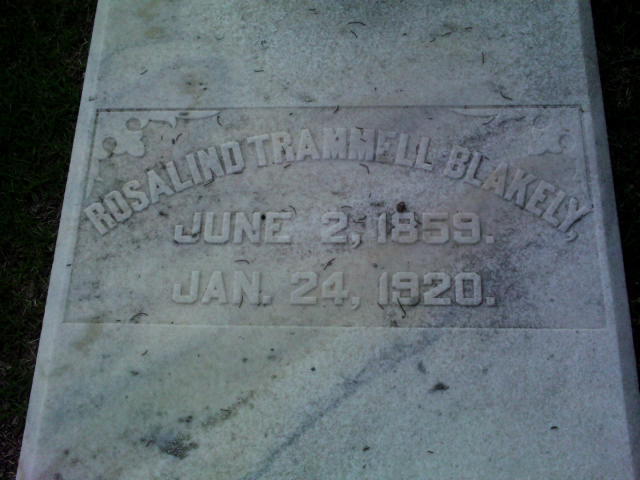 ROSALIND TRAMMELL BLAKELY,
JUNE 2, 1859.
JAN. 24, 1920.